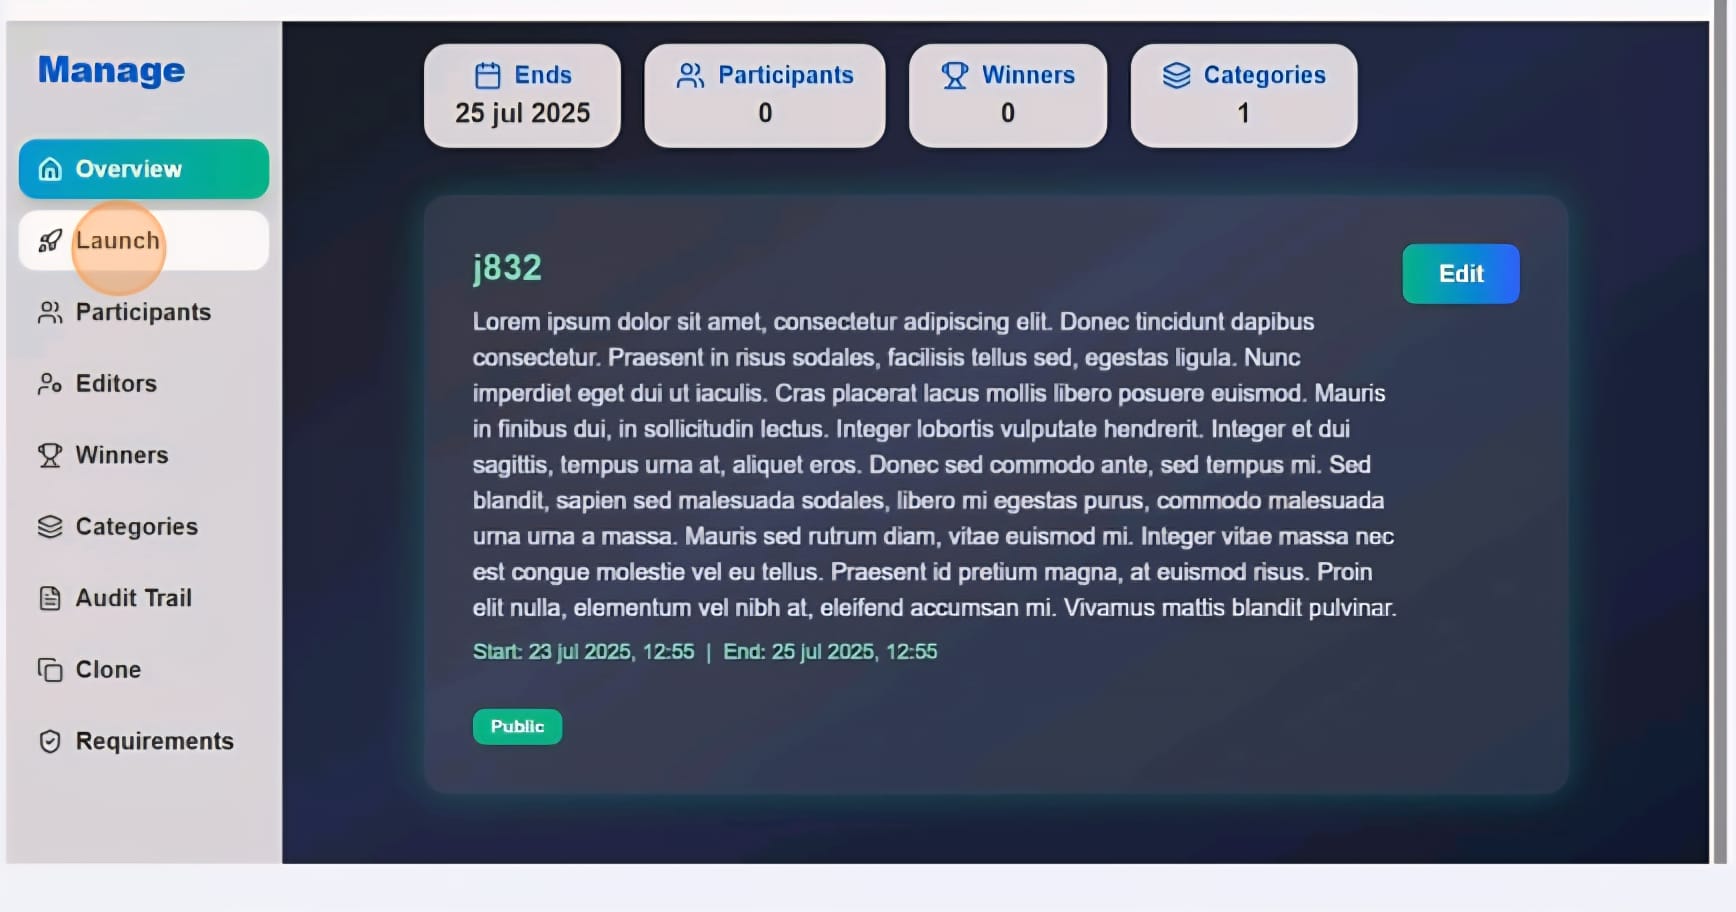 Manage
Overview
Launch
Participants
Editors
Winners
Categories
Audit Trail
Clone
Requirements
Ends
25 jul 2025
Participants
0
Winners
0
Categories
1
j832
Edit
Lorem ipsum dolor sit amet, consectetur adipiscing elit. Donec tincidunt dapibus
consectetur. Praesent in risus sodales, facilisis tellus sed, egestas ligula. Nunc
imperdiet eget dui ut iaculis. Cras placerat lacus mollis libero posuere euismod. Mauris
in finibus dui, in sollicitudin lectus. Integer lobortis vulputate hendrerit. Integer et dui
sagittis, tempus urna at, aliquet eros. Donec sed commodo ante, sed tempus mi. Sed
blandit, sapien sed malesuada sodales, libero mi egestas purus, commodo malesuada
urna urna a massa. Mauris sed rutrum diam, vitae euismod mi. Integer vitae massa nec
est congue molestie vel eu tellus. Praesent id pretium magna, at euismod risus. Proin
elit nulla, elementum vel nibh at, eleifend accumsan mi. Vivamus mattis blandit pulvinar.
Start: 23 jul 2025, 12:55 | End: 25 jul 2025, 12:55
Public